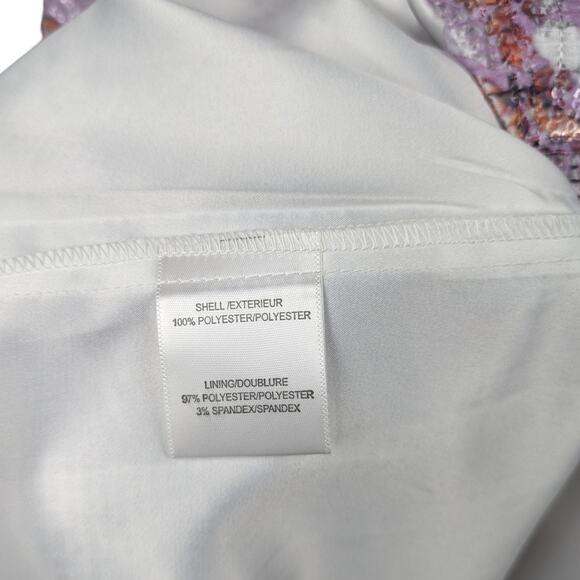 SHELL /EXTERIEUR
100% POLYESTER/POLYESTER
LINING/DOUBLURE
97% POLYESTER/POLYESTER
3% SPANDEX/SPANDEX